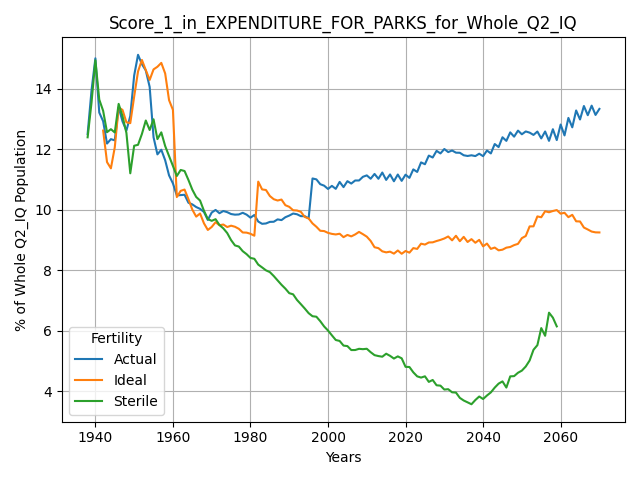 Score_1_in_EXPENDITURE_FOR_PARKS_for_Whole_Q2_IQ
% of Whole Q2_IQ Population
14
12
10
8
6
4
Fertility
Actual
Ideal
Sterile
1940 1960 1980 2000 2020 2040 2060
Years